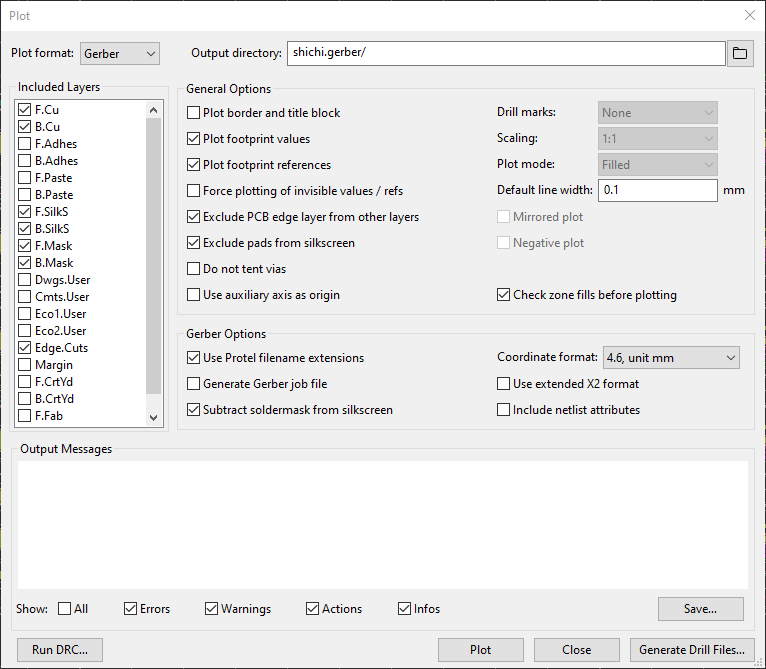 Plot
Plot format: Gerber Output directory: shichi.gerber/
Included Layers
F.Cu
B.Cu
F.Adhes
B.Adhes
F.Paste
B.Paste
F.SilkS
B.SilkS
F.Mask
B.Mask
Dwgs.User
Cmts.User
Eco1.User
Eco2.User
Edge.Cuts
Margin
F.CrtYd
B.CrtYd
F.Fab
General Options
Plot border and title block
Plot footprint values
Plot footprint references
Force plotting of invisible values / refs
Exclude PCB edge layer from other layers
Exclude pads from silkscreen
Do not tent vias
Use auxiliary axis as origin
Drill marks: None
Scaling: 1:1
Plot mode: Filled
Default line width: 0.1 mm
Mirrored plot
Negative plot
Check zone fills before plotting
Gerber Options
Use Protel filename extensions
Generate Gerber job file
Subtract soldermask from silkscreen
Coordinate format: 4.6, unit mm
Use extended X2 format
Include netlist attributes
Output Messages
Show: All Errors Warnings Actions Infos Save...
Run DRC... Plot Close Generate Drill Files...